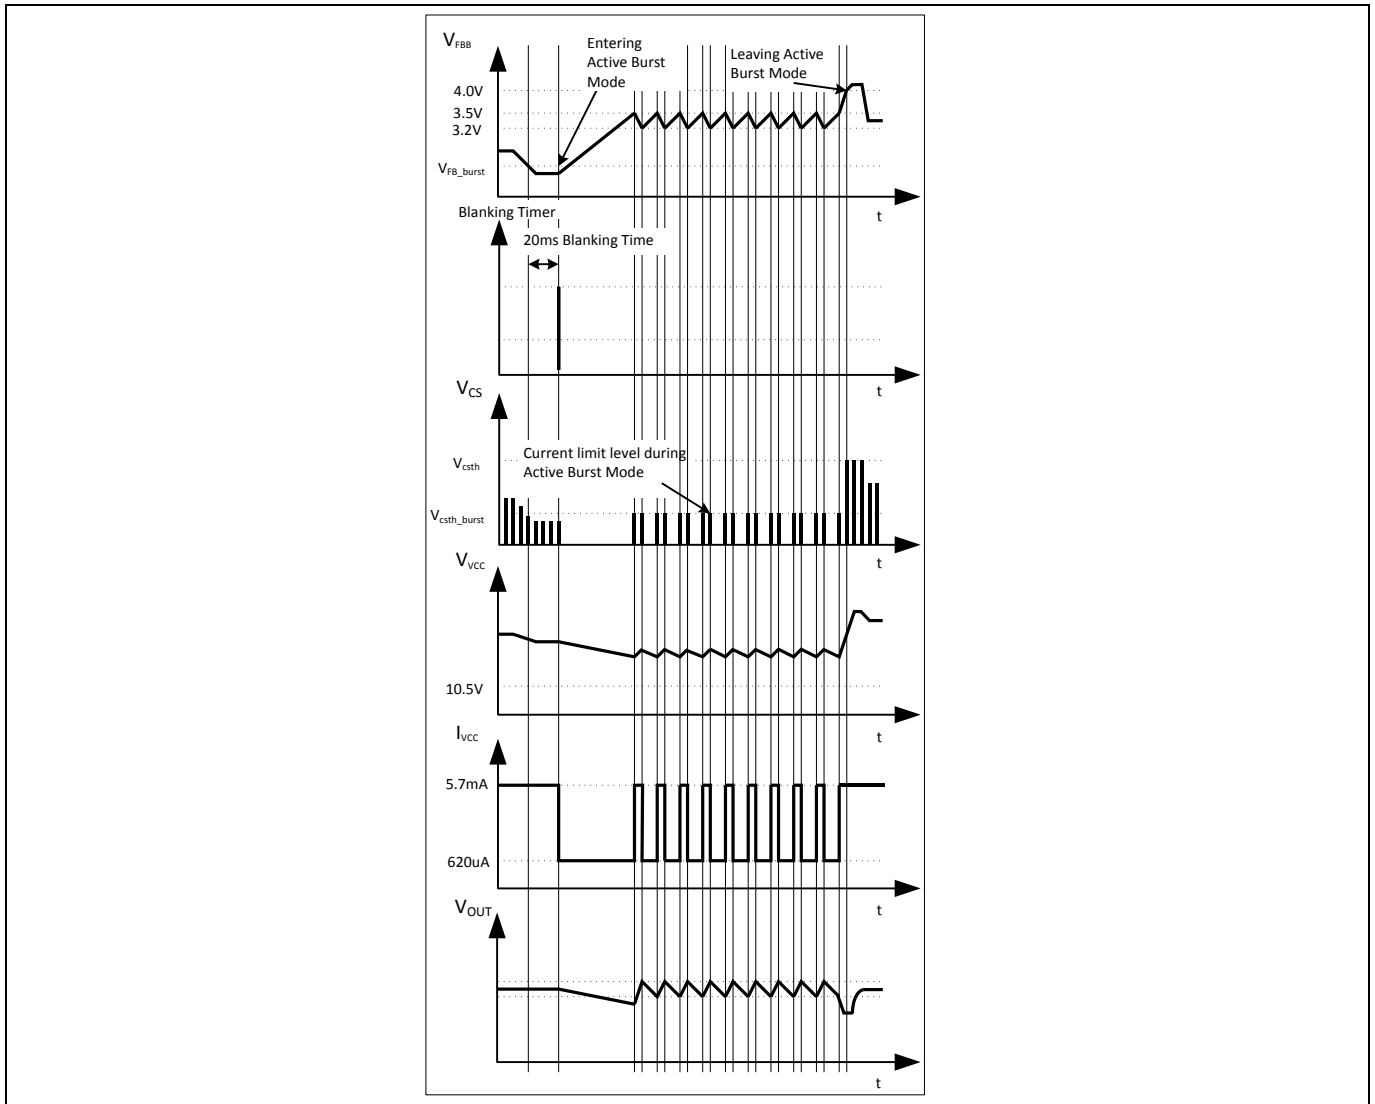 V_FBB
Entering
Active Burst
Mode
Leaving Active
Burst Mode
4.0V
3.5V
3.2V
V_FB_burst
t
Blanking Timer
20ms Blanking Time
t
V_CS
Current limit level during
Active Burst Mode
V_csth
V_csth_burst
t
V_VCC
10.5V
t
I_VCC
5.7mA
620uA
t
V_OUT
t